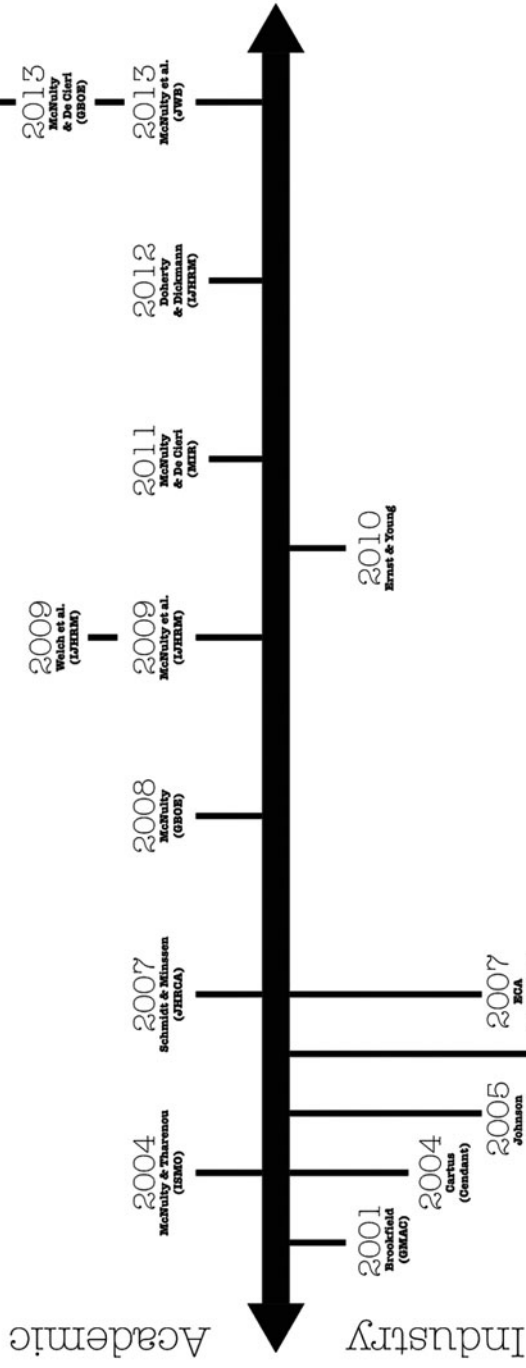 Academic
2004
McNulty & Tharenou
(ISMO)
2007
Schmidt & Minssen
(JHRCA)
2008
McNulty
(GBOE)
2009
Welch et al.
(IJHRM)
2009
McNulty et al.
(IJHRM)
2011
McNulty
& De Cieri
(MIR)
2012
Doherty
& Dickmann
(IJHRM)
2013
McNulty
& De Cieri
(GBOE)
2013
McNulty et al.
(JWB)
Industry
2001
Brookfield
(GMAC)
2004
Cartus
(Cendant)
2005
Johnson
2007
ECA
2010
Ernst & Young